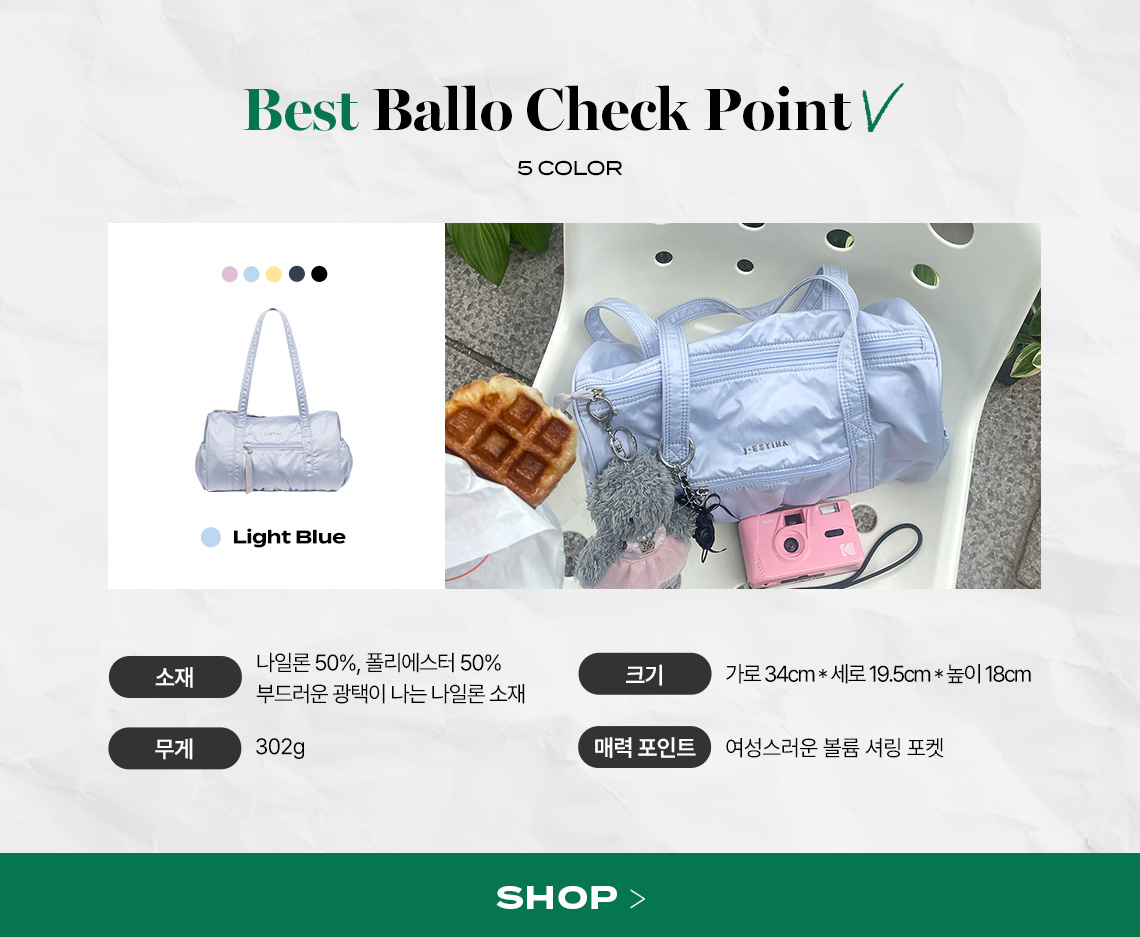 Best Ballo Check Point
5 COLOR
J·ESTINA
J·ESTINA
Light Blue
소재
나일론 50%, 폴리에스터 50%
부드러운 광택이 나는 나일론 소재
크기
가로 34cm * 세로 19.5cm * 높이 18cm
무게
302g
매력 포인트
여성스러운 볼륨 셔링 포켓
SHOP >